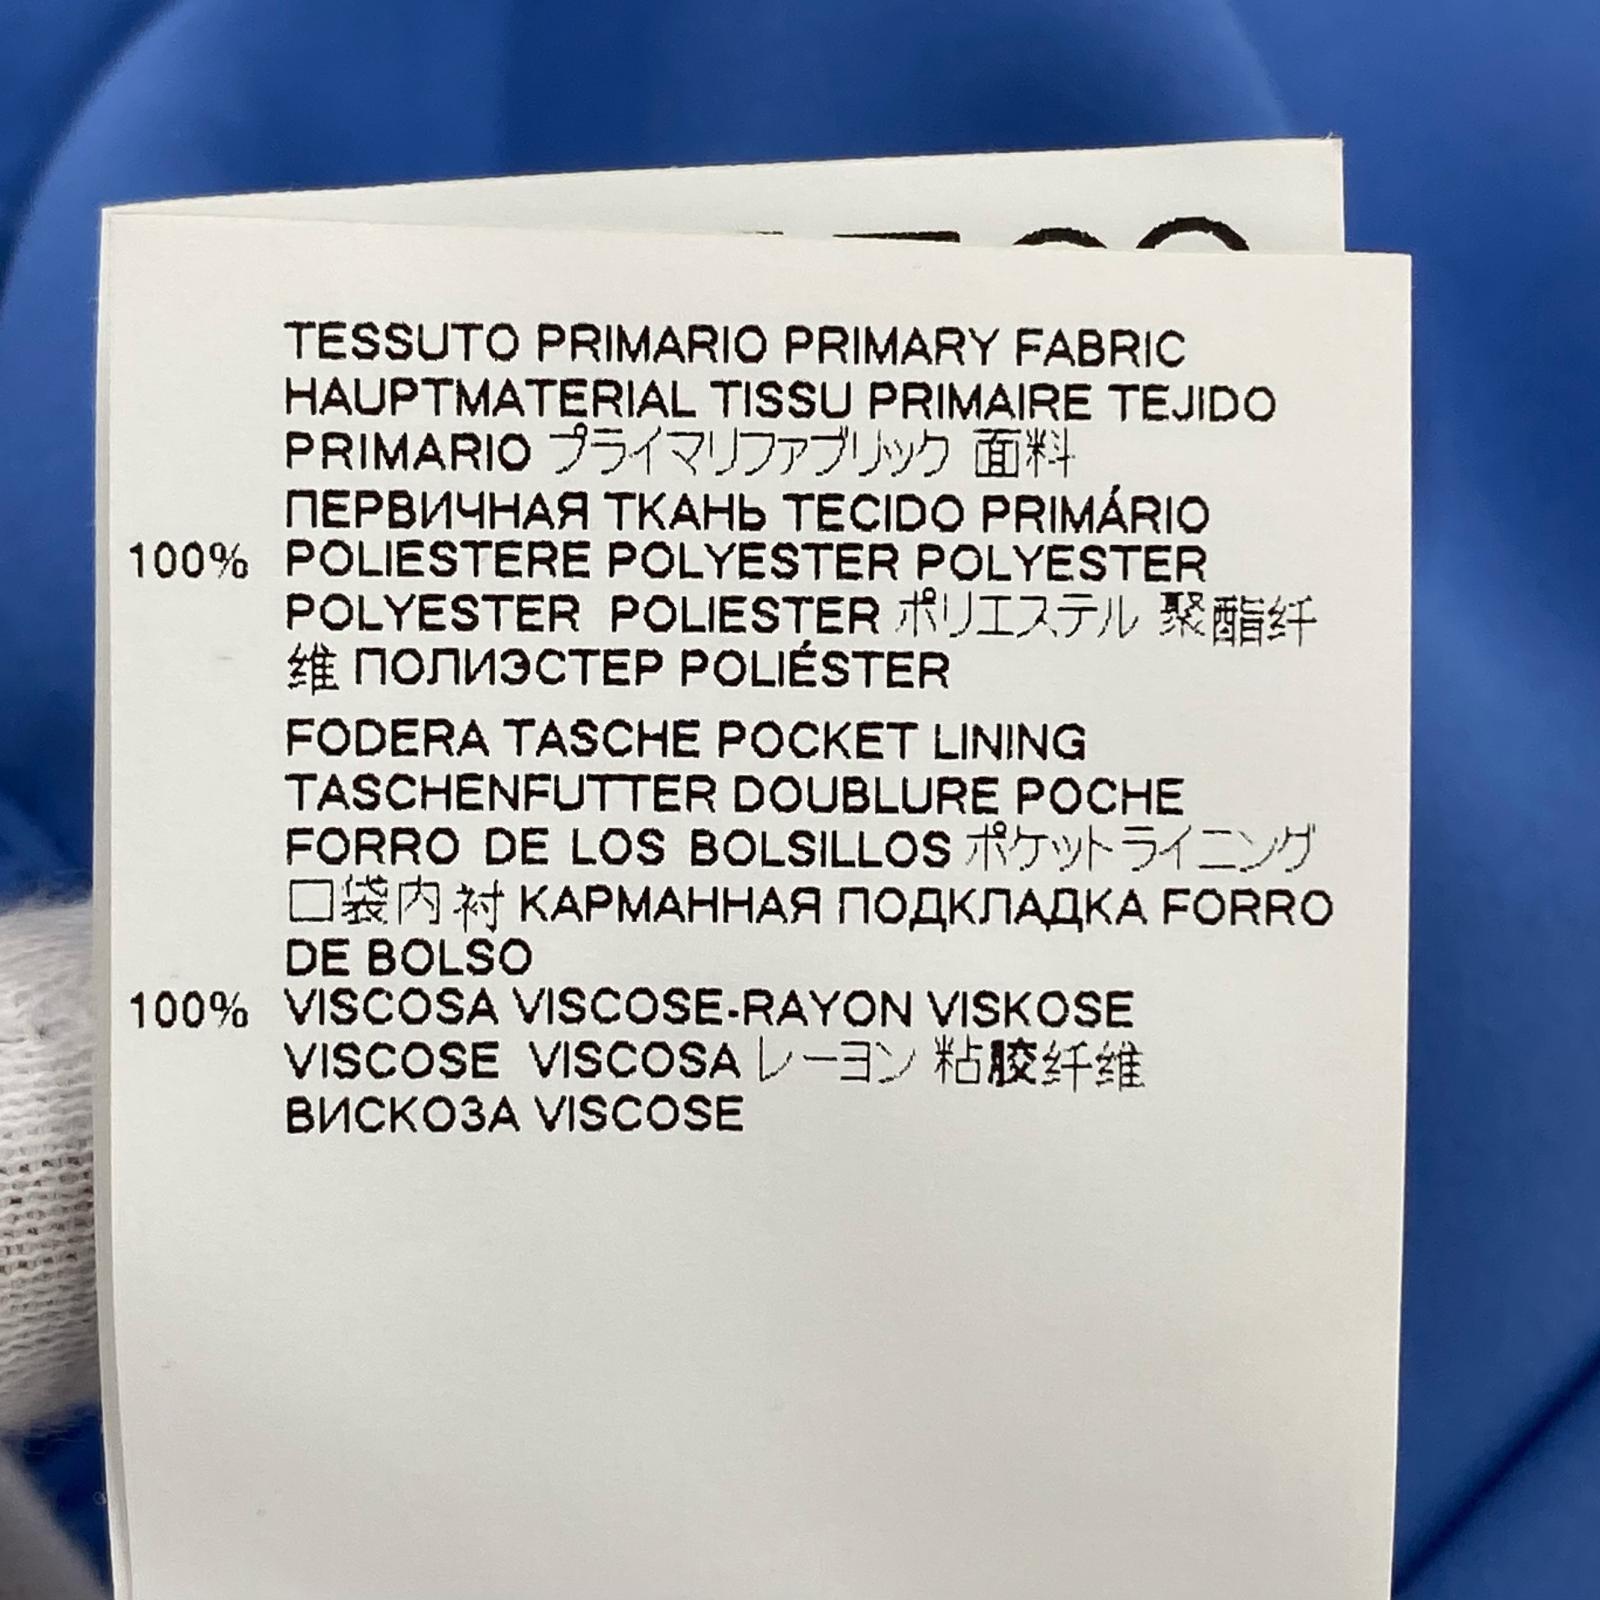 TESSUTO PRIMARIO PRIMARY FABRIC
HAUPTMATERIAL TISSU PRIMAIRE TEJIDO
PRIMARIO プライマリファブリック 面料
ПЕРВИЧНАЯ ТКАНЬ TECIDO PRIMÁRIO
100% POLIESTERE POLYESTER POLYESTER
POLYESTER POLIESTER ポリエステル 聚酯纤
维 ПОЛИЭСТЕР POLIÉSTER
FODERA TASCHE POCKET LINING
TASCHENFUTTER DOUBLURE POCHE
FORRO DE LOS BOLSILLOS ポケットライニング
口袋内衬 КАРМАННАЯ ПОДКЛАДКА FORRO
DE BOLSO
100% VISCOSA VISCOSE-RAYON VISKOSE
VISCOSE VISCOSA レーヨン 粘胶纤维
ВИСКОЗА VISCOSE